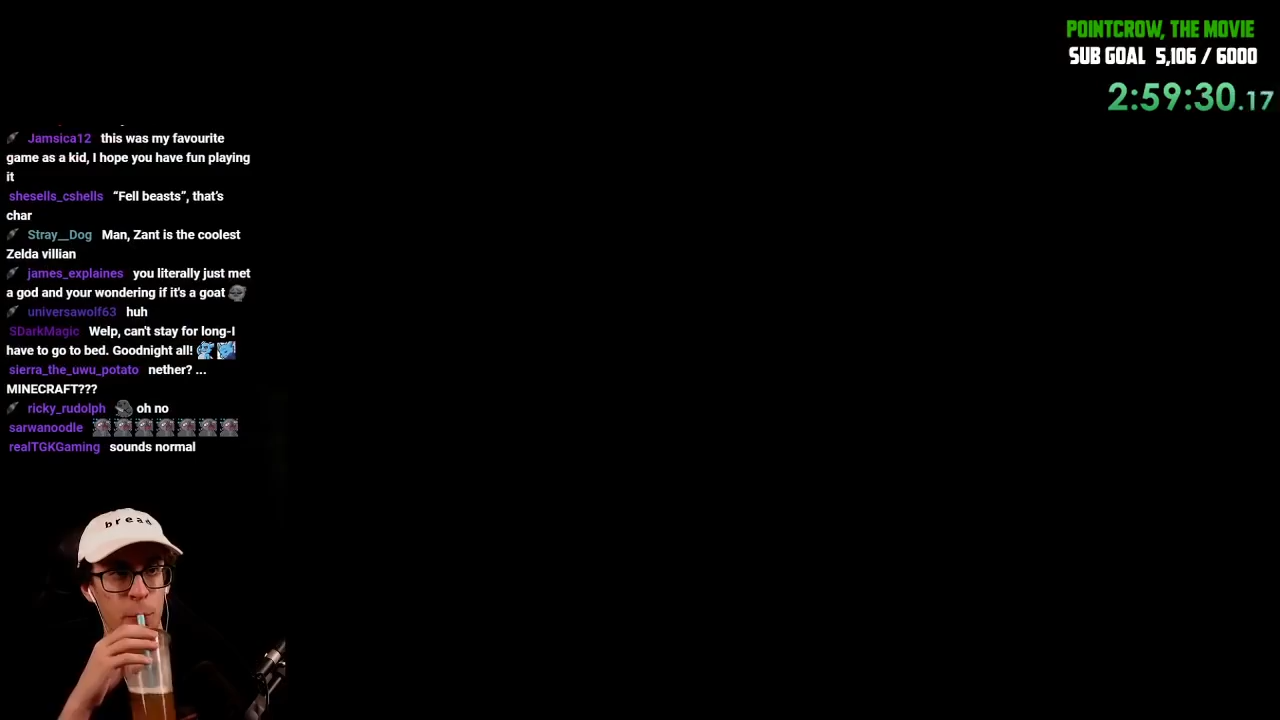 POINTCROW, THE MOVIE
SUB GOAL 5,106 / 6000
2:59:30.17
Jamsica12 this was my favourite
game as a kid, I hope you have fun playing
it
shesells_cshells “Fell beasts”, that's
char
Stray__Dog Man, Zant is the coolest
Zelda villian
james_explaines you literally just met
a god and your wondering if it's a goat
universawolf63 huh
SDarkMagic Welp, can't stay for long-I
have to go to bed. Goodnight all!
sierra_the_uwu_potato nether? ...
MINECRAFT???
ricky_rudolph oh no
sarwanoodle
realTGKGaming sounds normal
bread